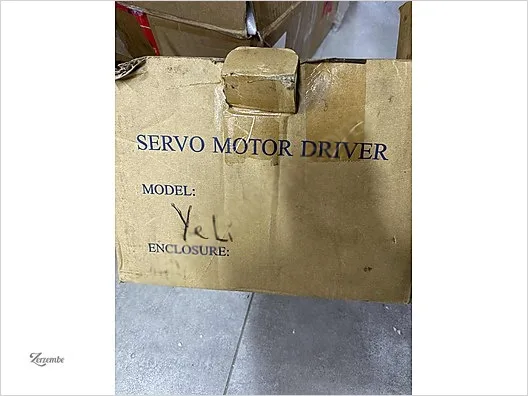 SERVO MOTOR DRIVER
MODEL:
YeLi
ENCLOSURE:
Zerzembe